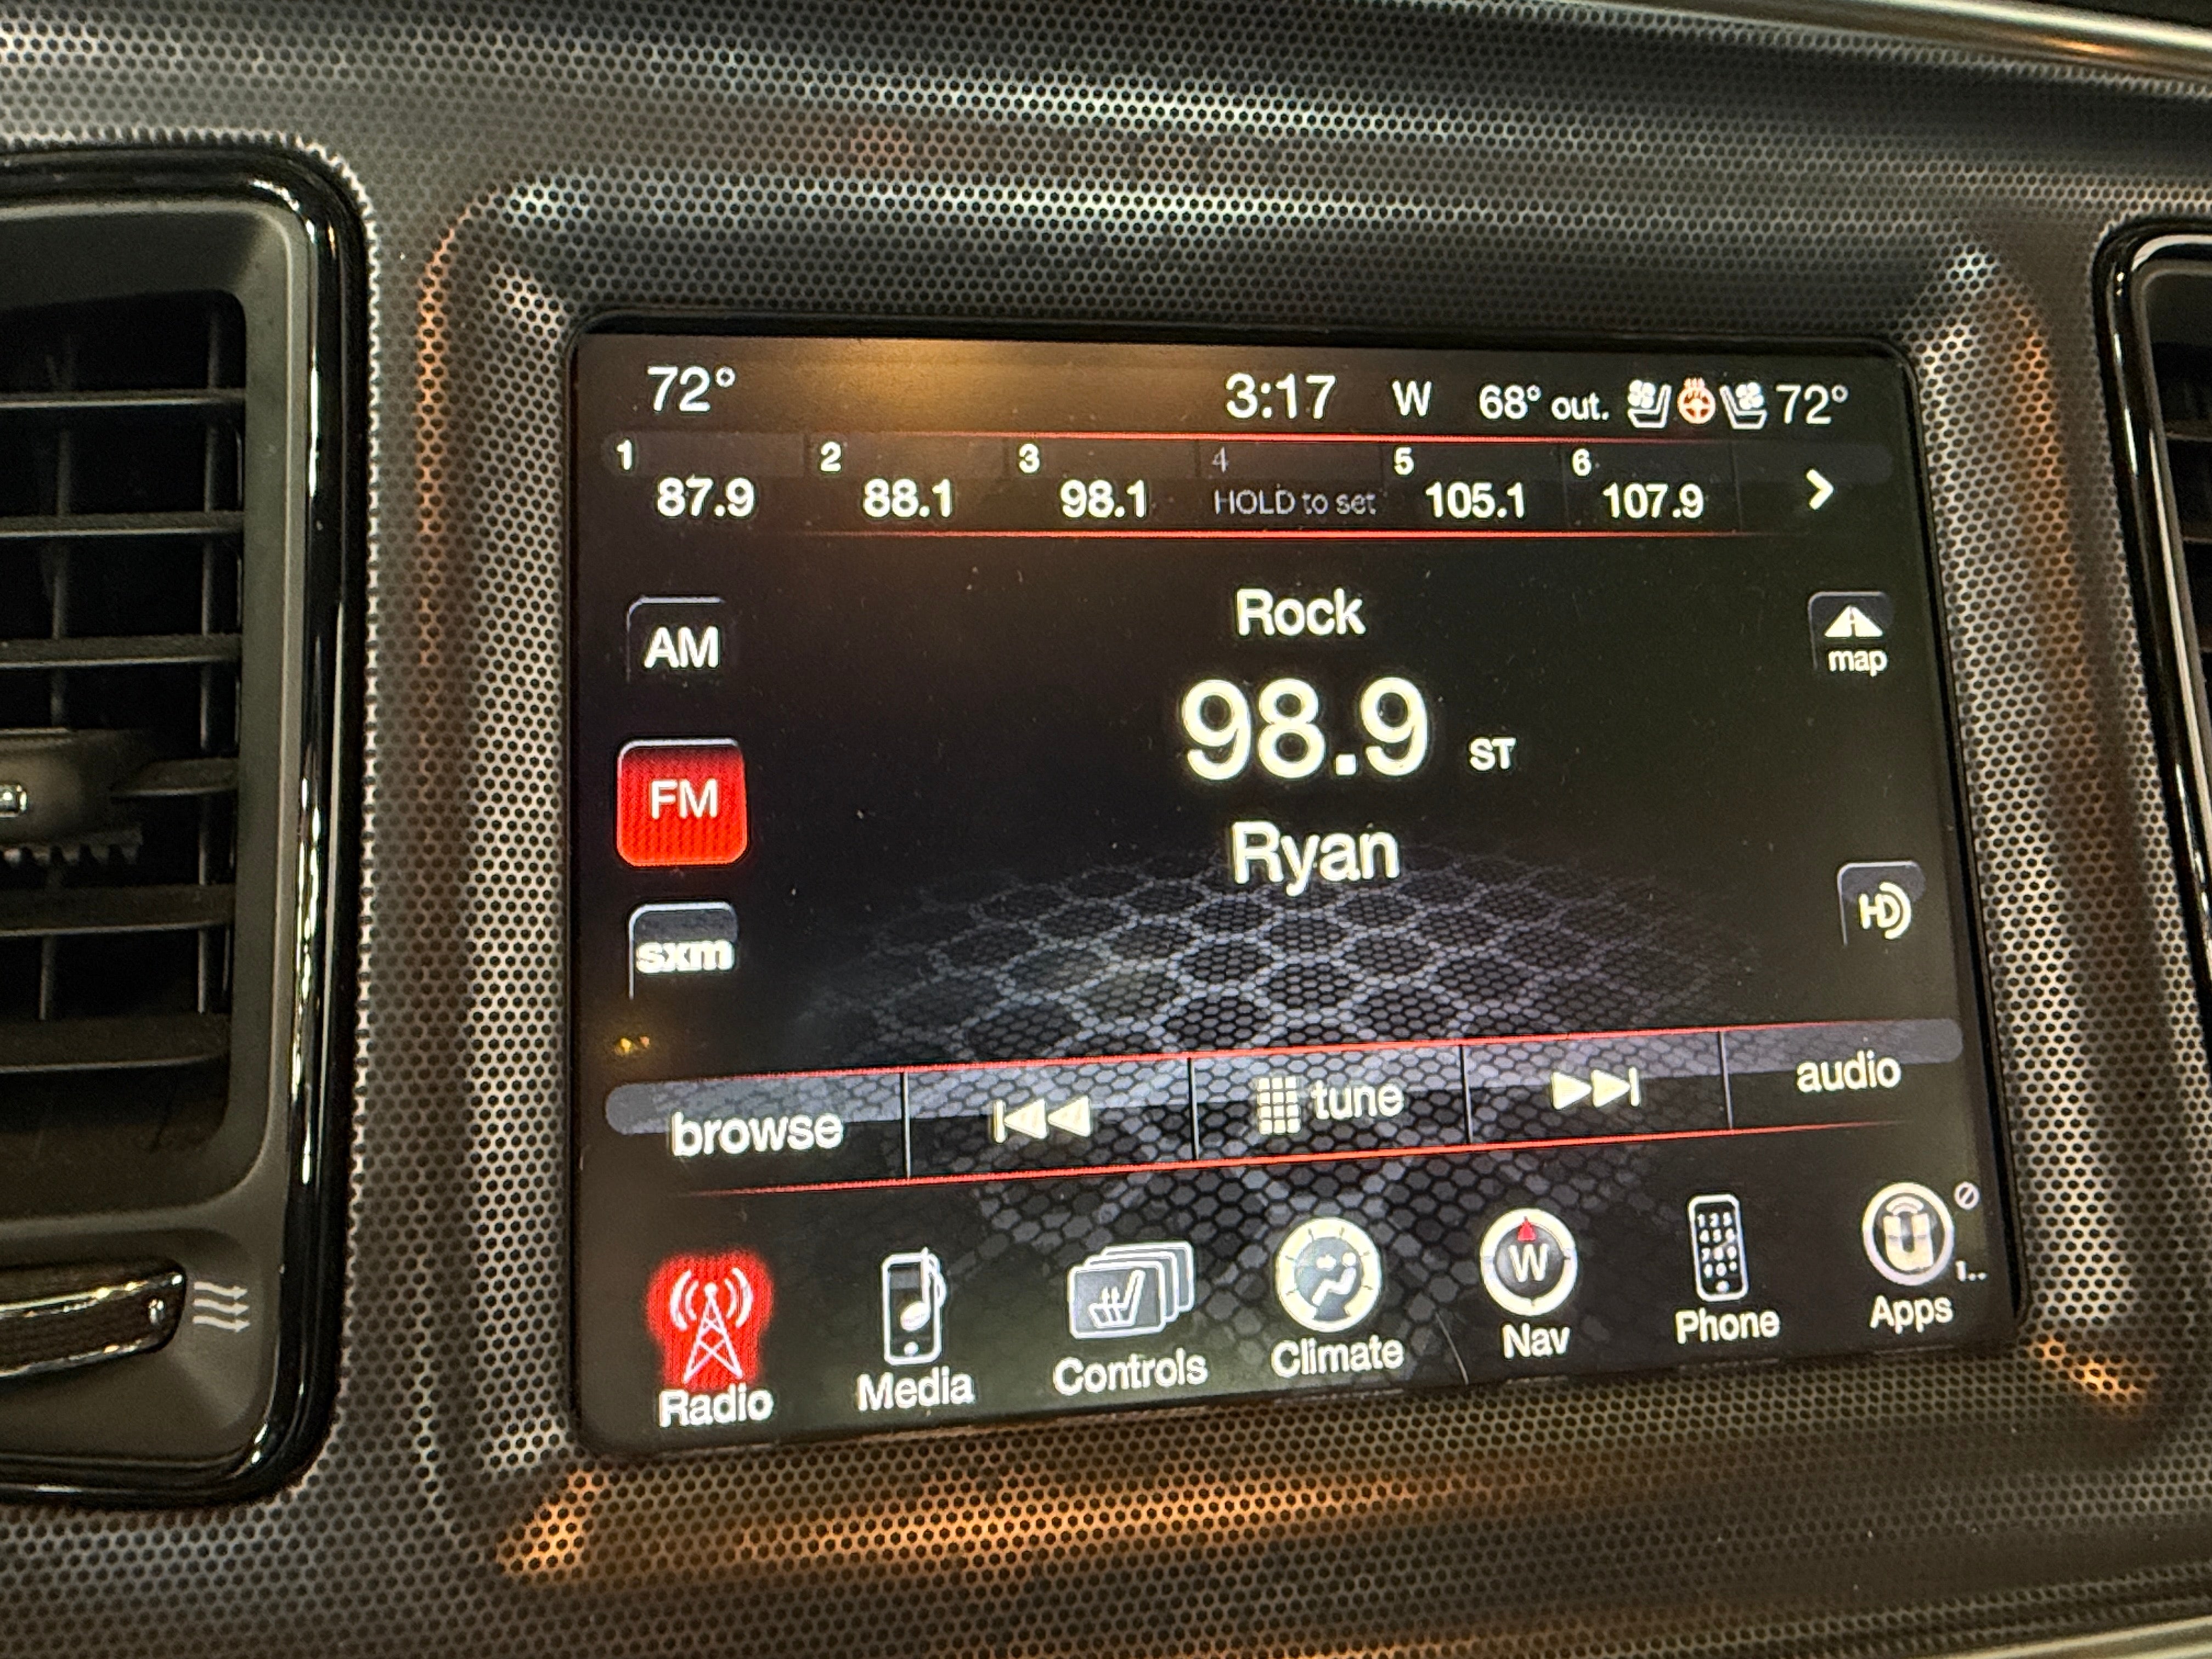 72° 3:17 W 68° out. 72°
1 2 3 4 5 6
87.9 88.1 98.1 HOLD to set 105.1 107.9
Rock
AM
map
98.9 ST
FM
Ryan
HD
sxm
browse tune audio
W
Radio Media Controls Climate Nav Phone Apps